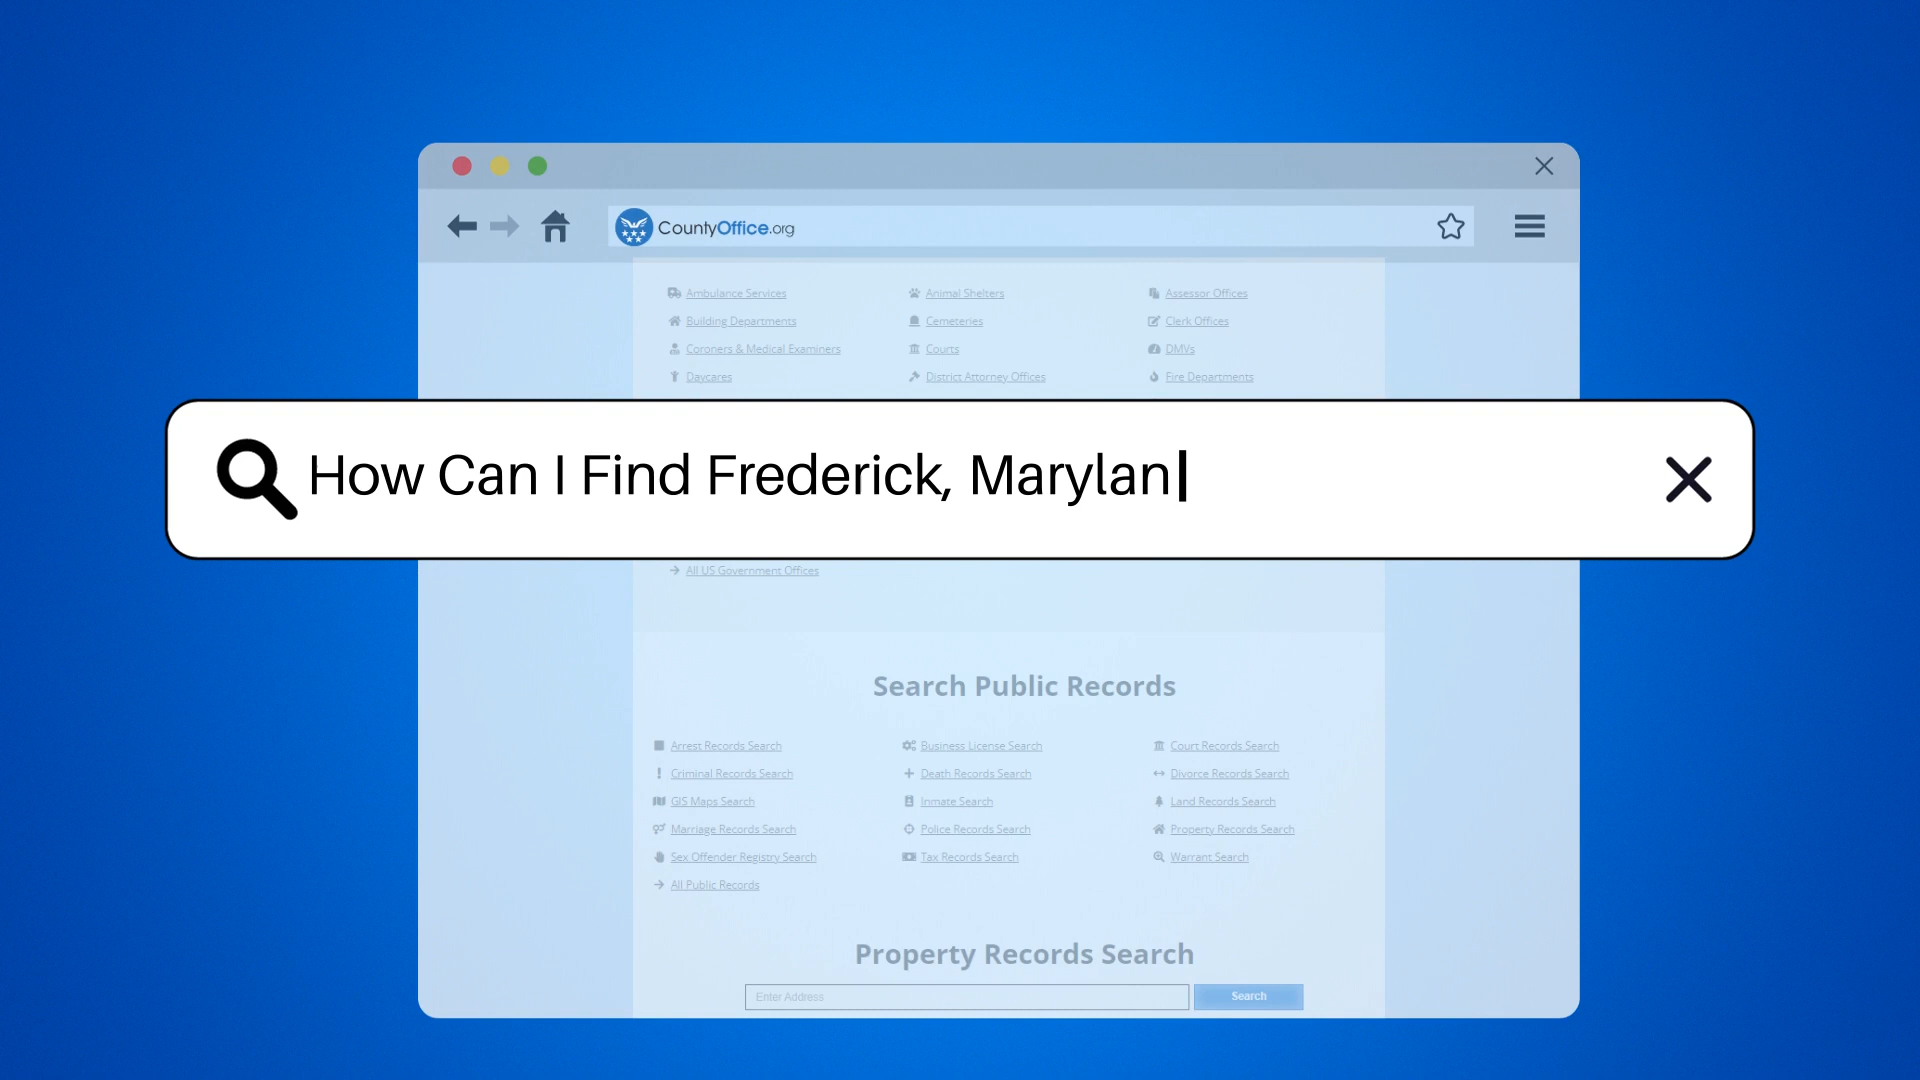 CountyOffice.org
Ambulance Services Animal Shelters Assessor Offices
Building Departments Cemeteries Clerk Offices
Coroners & Medical Examiners Courts DMVs
Daycares District Attorney Offices Fire Departments
How Can I Find Frederick, Marylan
All US Government Offices
Search Public Records
Arrest Records Search Business License Search Court Records Search
Criminal Records Search Death Records Search Divorce Records Search
GIS Maps Search Inmate Search Land Records Search
Marriage Records Search Police Records Search Property Records Search
Sex Offender Registry Search Tax Records Search Warrant Search
All Public Records
Property Records Search
Enter Address Search